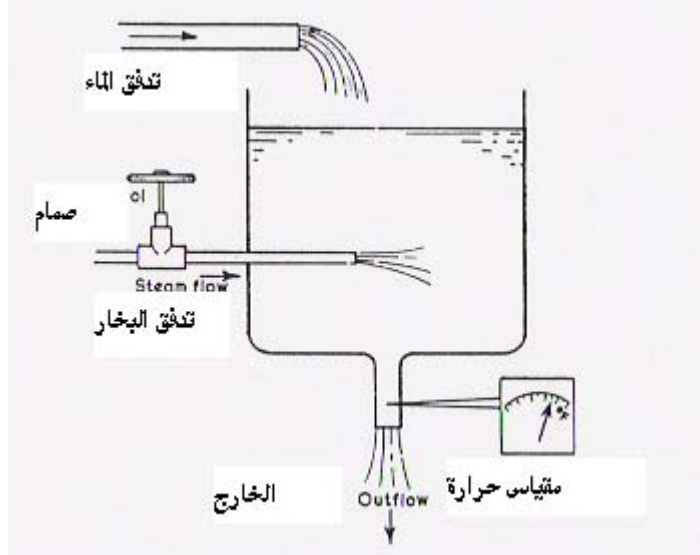 تدفق الماء
صمام
Steam flow
تدفق البخار
مقياس حرارة
الخارج
Outflow